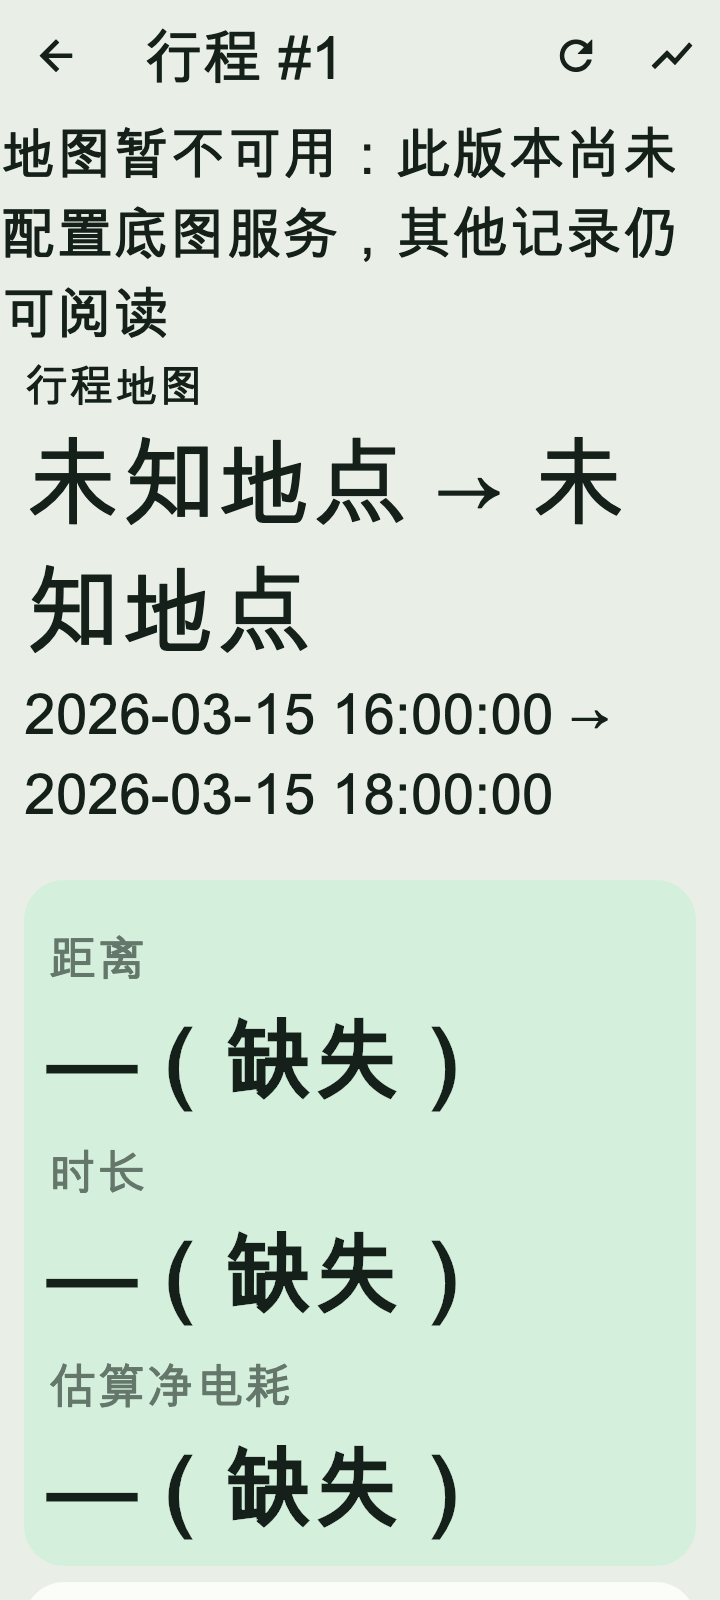 行程 #1
地图暂不可用：此版本尚未
配置底图服务，其他记录仍
可阅读
行程地图
未知地点 → 未
知地点
2026-03-15 16:00:00 →
2026-03-15 18:00:00
距离
—（缺失）
时长
—（缺失）
估算净电耗
—（缺失）